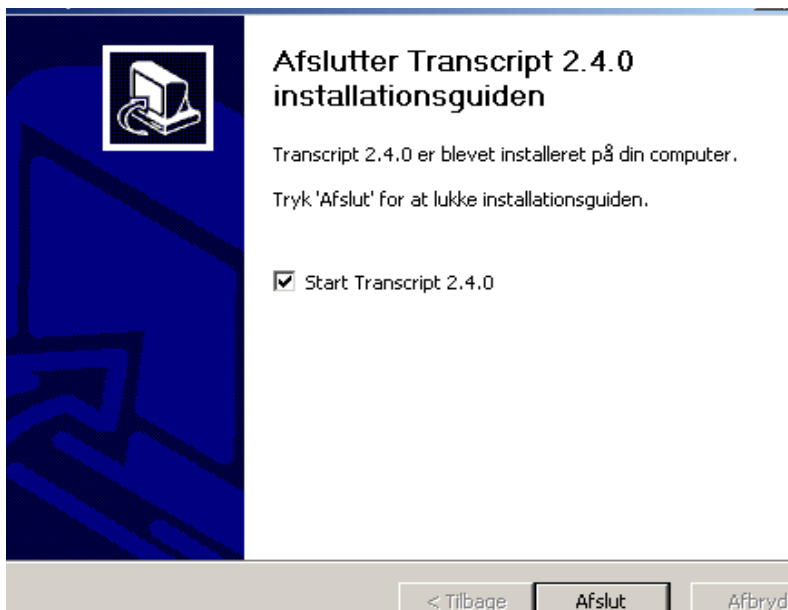 Afslutter Transcript 2.4.0
installationsguiden
Transcript 2.4.0 er blevet installeret på din computer.
Tryk 'Afslut' for at lukke installationsguiden.
Start Transcript 2.4.0
< Tilbage Afslut Afbryd